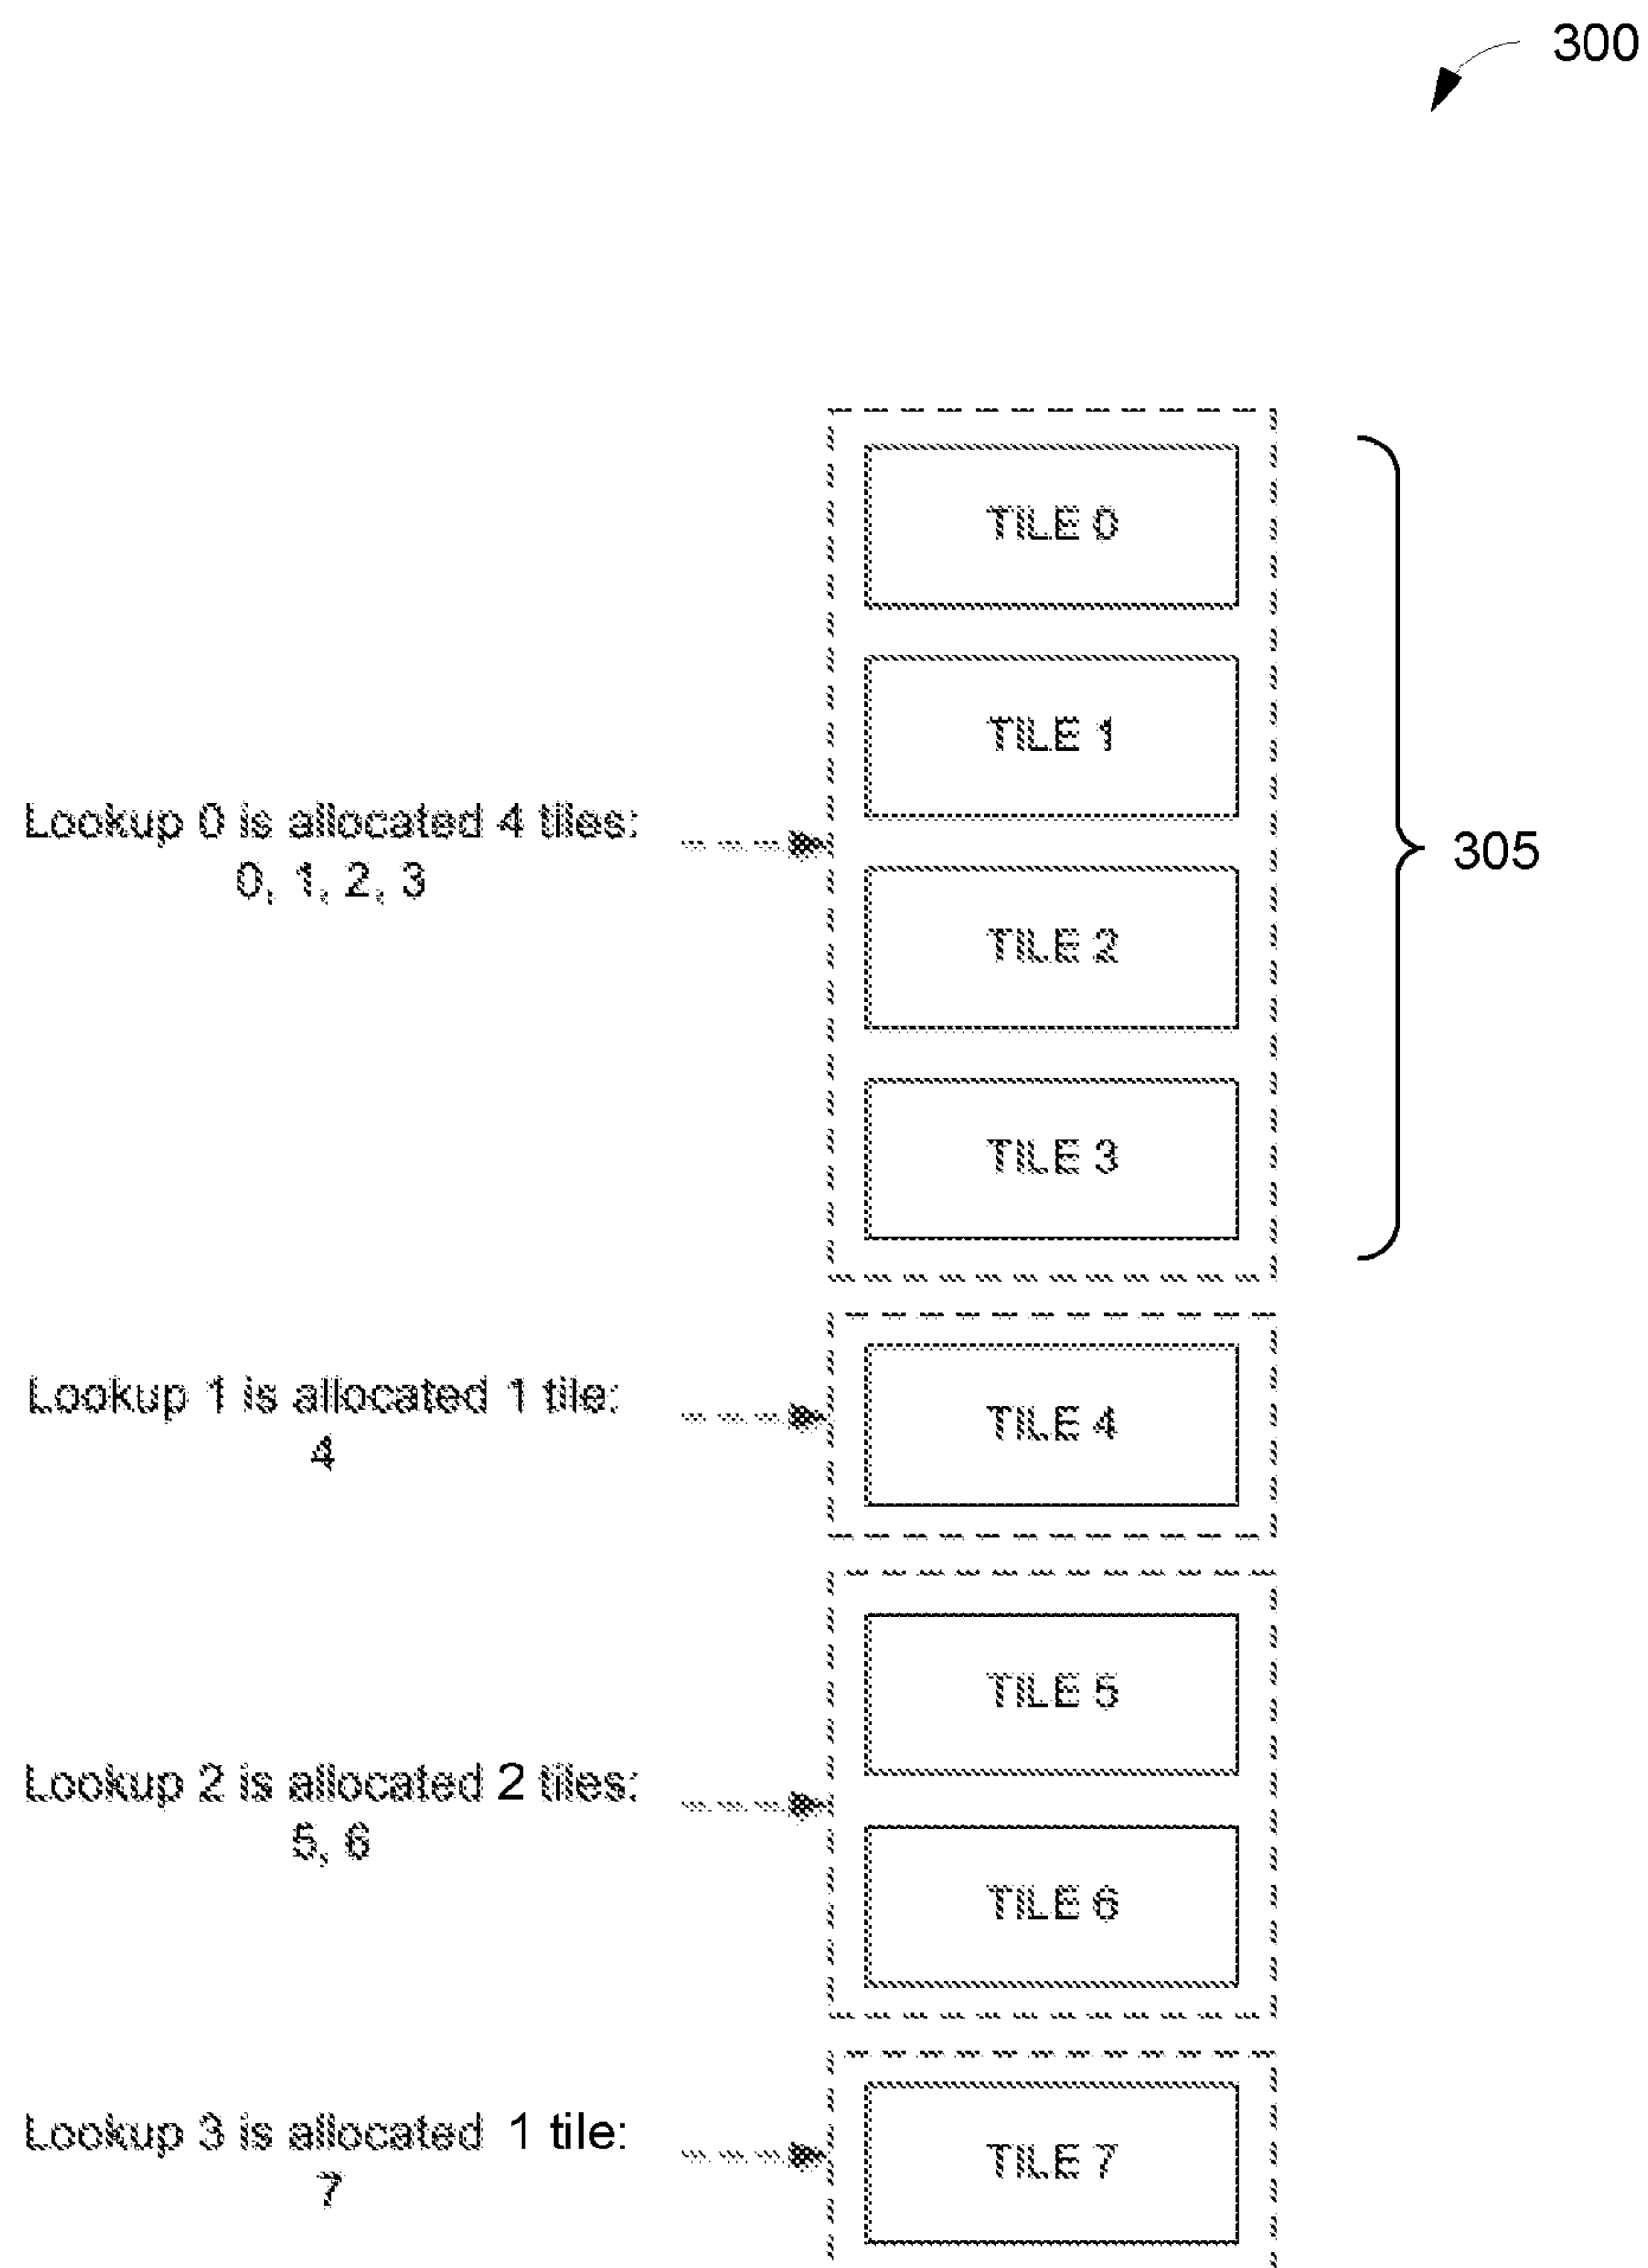 300
TILE 0
TILE 1
Lookup 0 is allocated 4 tiles:
0, 1, 2, 3
305
TILE 2
TILE 3
Lookup 1 is allocated 1 tile:
4
TILE 4
TILE 5
Lookup 2 is allocated 2 tiles:
5, 6
TILE 6
Lookup 3 is allocated 1 tile:
7
TILE 7